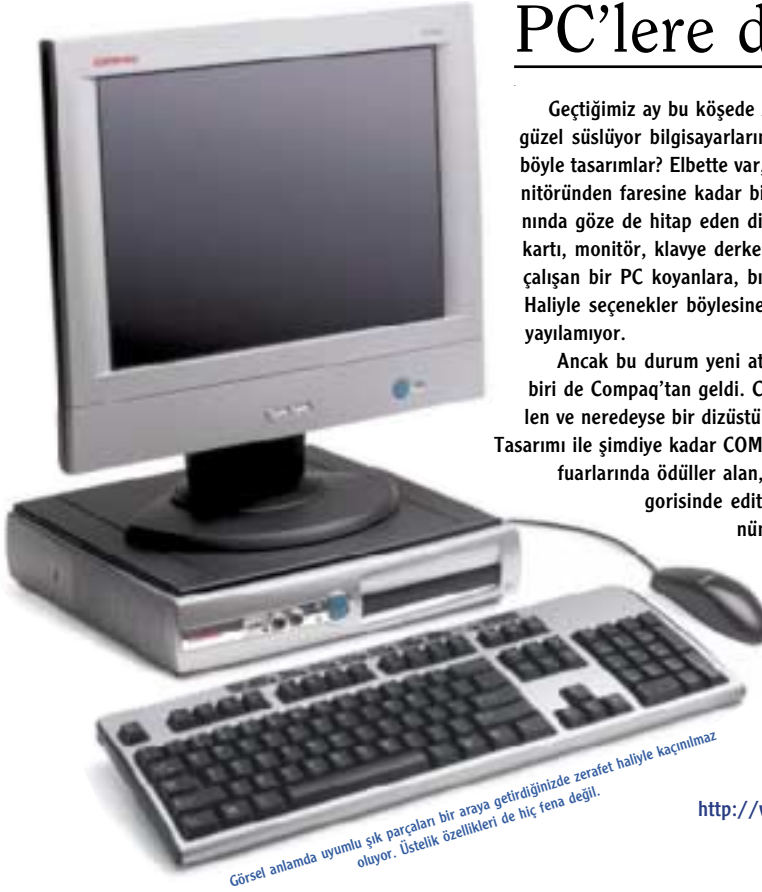 PC’lere d
Geçtiğimiz ay bu köşede
güzel süslüyor bilgisayarların
böyle tasarımlar? Elbette var,
nitöründen faresine kadar bi
nında göze de hitap eden di
kartı, monitör, klavye derke
çalışan bir PC koyanlara, bı
Haliyle seçenekler böylesine
yayılamıyor.
Ancak bu durum yeni at
biri de Compaq’tan geldi. C
len ve neredeyse bir dizüstü
Tasarımı ile şimdiye kadar COM
fuarlarında ödüller alan,
gorisinde edit
nür
http://w
Görsel anlamda uyumlu şık parçaları bir araya getirdiğinizde zerafet haliyle kaçınılmaz
oluyor. Üstelik özellikleri de hiç fena değil.